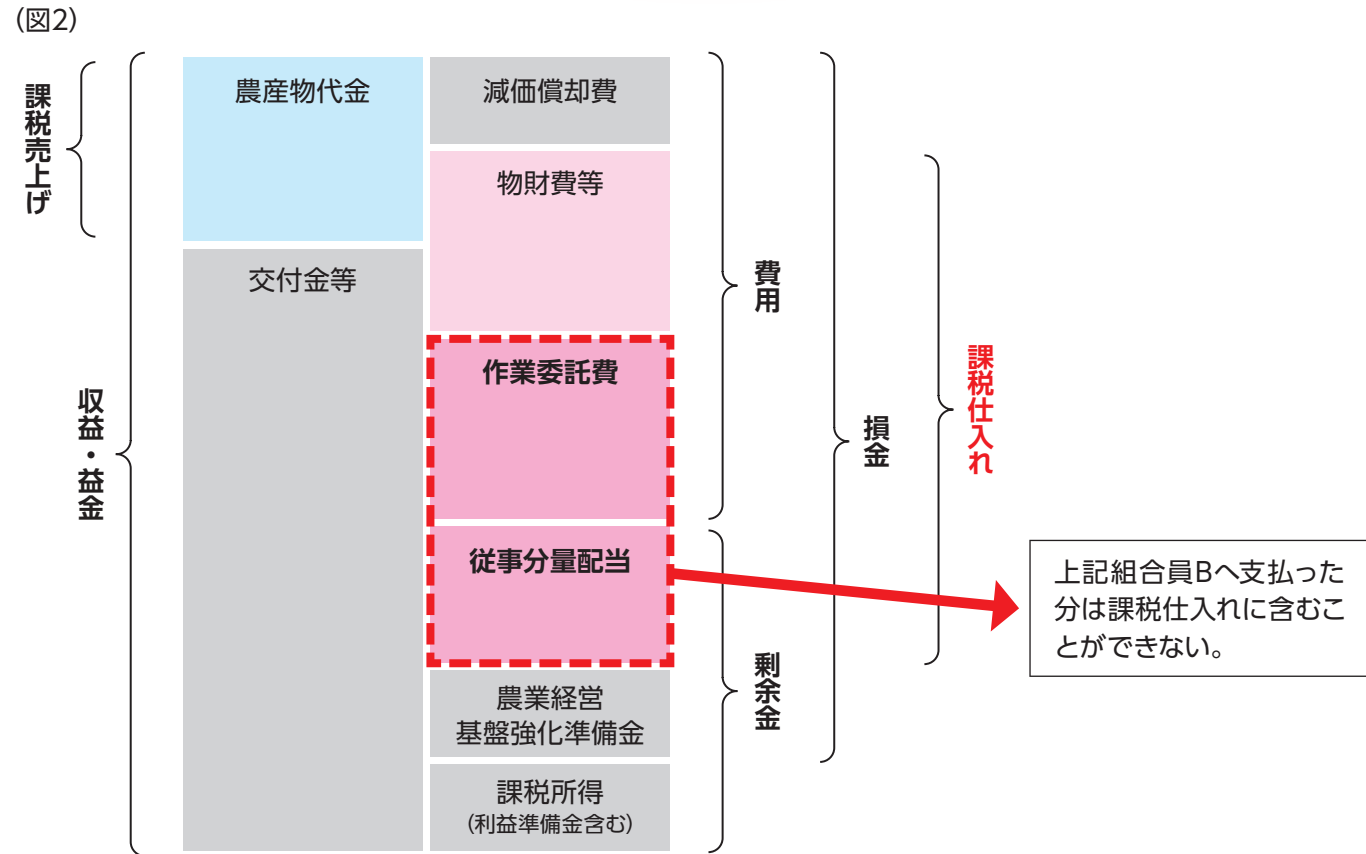 (図2)
課税売上げ
収益・益金
農産物代金
交付金等
減価償却費
物財費等
作業委託費
従事分量配当
農業経営
基盤強化準備金
課税所得
(利益準備金含む)
費用
剰余金
損金
課税仕入れ
上記組合員Bへ支払った
分は課税仕入れに含むこ
とができない。